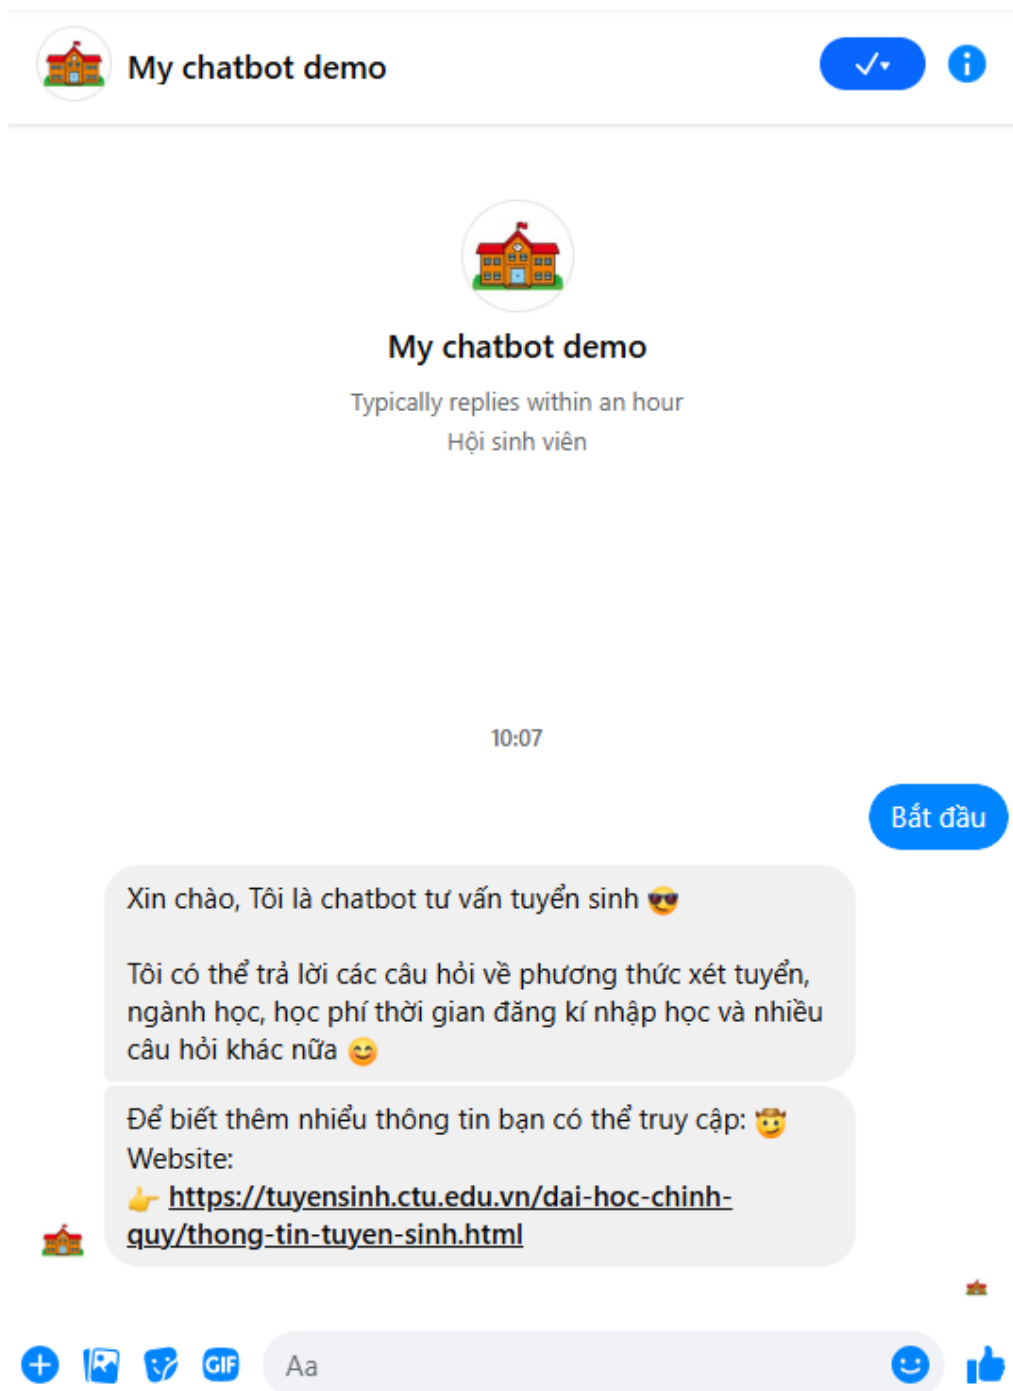 My chatbot demo
My chatbot demo
Typically replies within an hour
Hội sinh viên
10:07
Bắt đầu
Xin chào, Tôi là chatbot tư vấn tuyển sinh 😎
Tôi có thể trả lời các câu hỏi về phương thức xét tuyển,
ngành học, học phí thời gian đăng kí nhập học và nhiều
câu hỏi khác nữa 😊
Để biết thêm nhiểu thông tin bạn có thể truy cập: 🤠
Website:
👉 https://tuyensinh.ctu.edu.vn/dai-hoc-chinh-
quy/thong-tin-tuyen-sinh.html
GIF
Aa